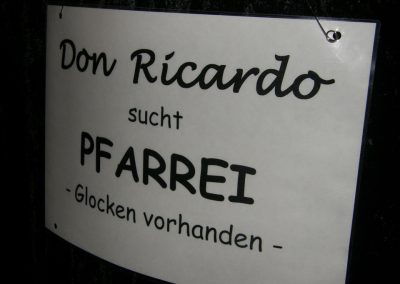 Don Ricardo
sucht
PFARREI
- Glocken vorhanden -